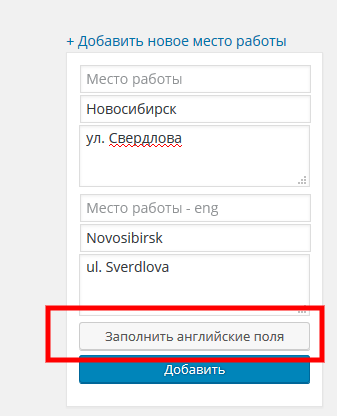 + Добавить новое место работы
Место работы
Новосибирск
ул. Свердлова
Место работы - eng
Novosibirsk
ul. Sverdlova
Заполнить английские поля
Добавить